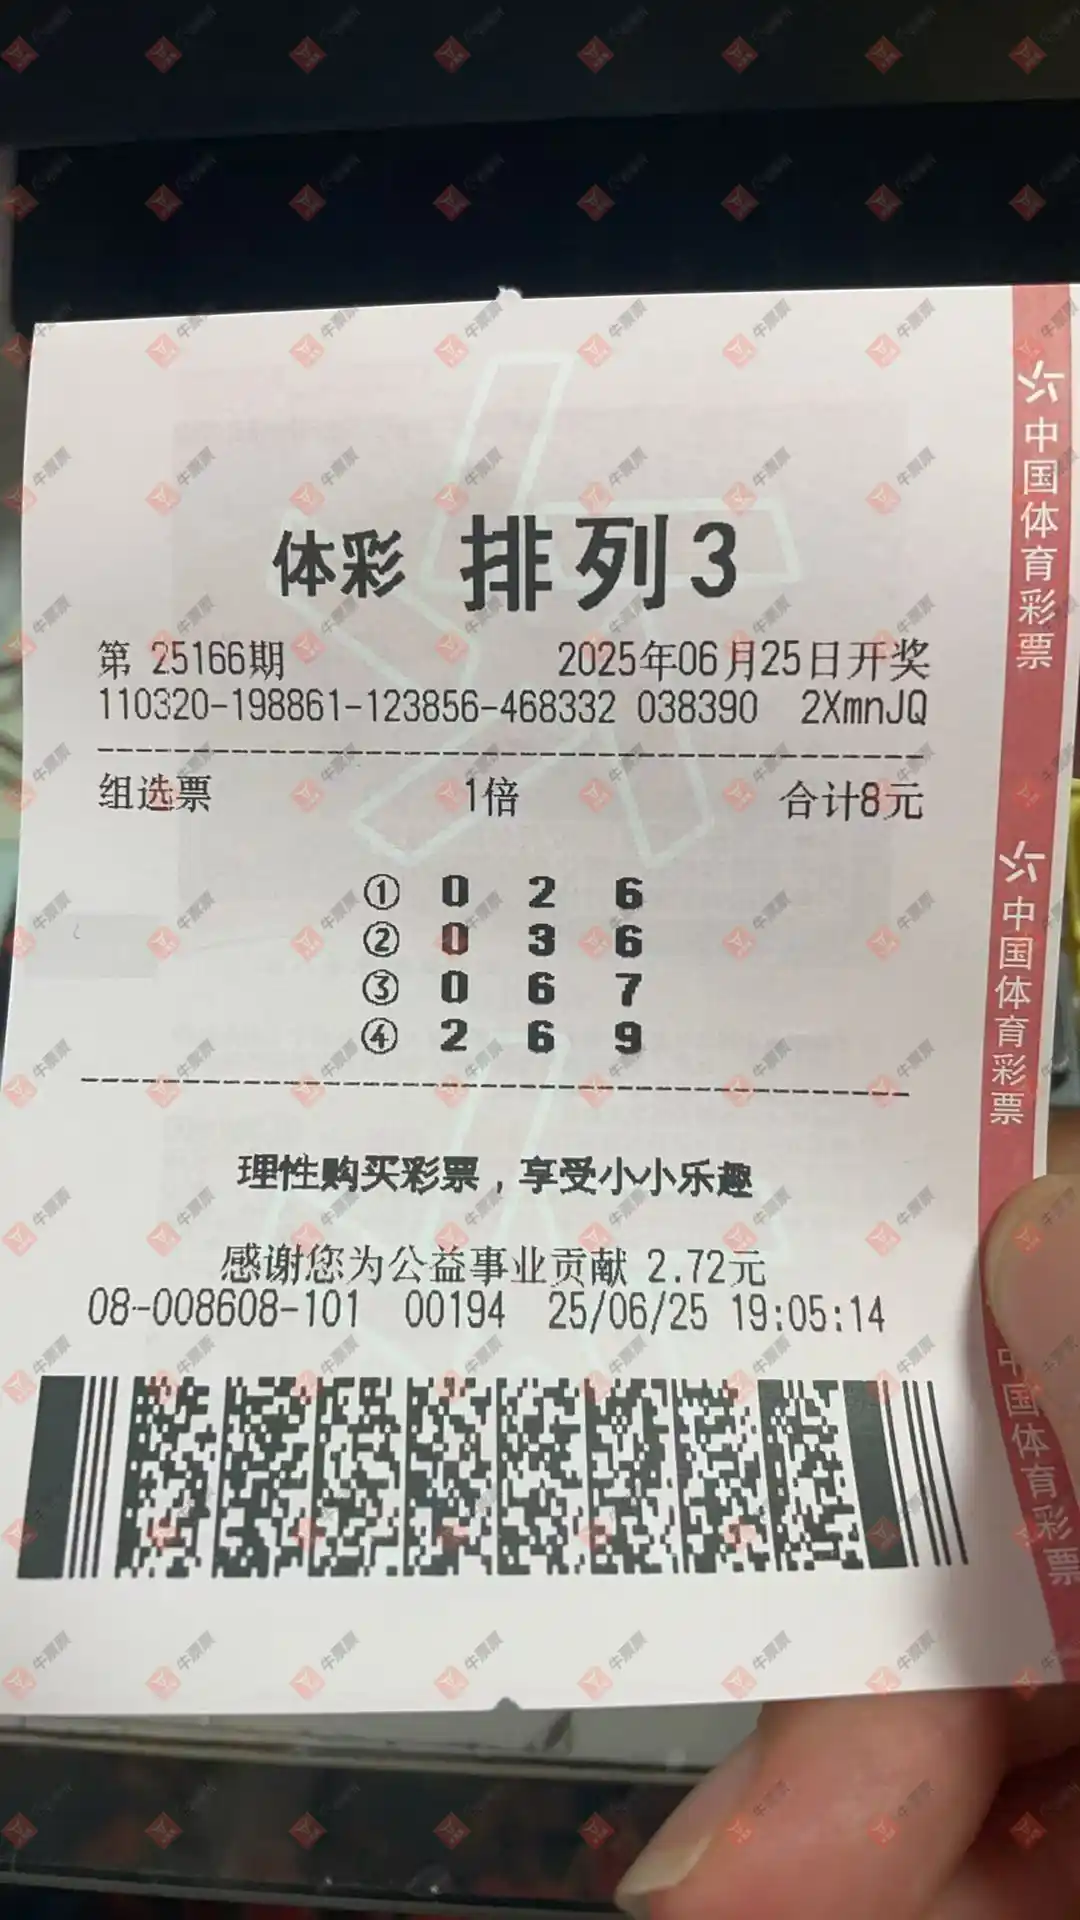 体彩 排列3
第 25166期 2025年06月25日开奖
110320-198861-123856-468332 038390 2XmnJQ
组选票 1倍 合计8元
① 0 2 6
② 0 3 6
③ 0 6 7
④ 2 6 9
理性购买彩票，享受小小乐趣
感谢您为公益事业贡献 2.72元
08-008608-101 00194 25/06/25 19:05:14
中国体育彩票
中国体育彩票
中国体育彩票
牛票票